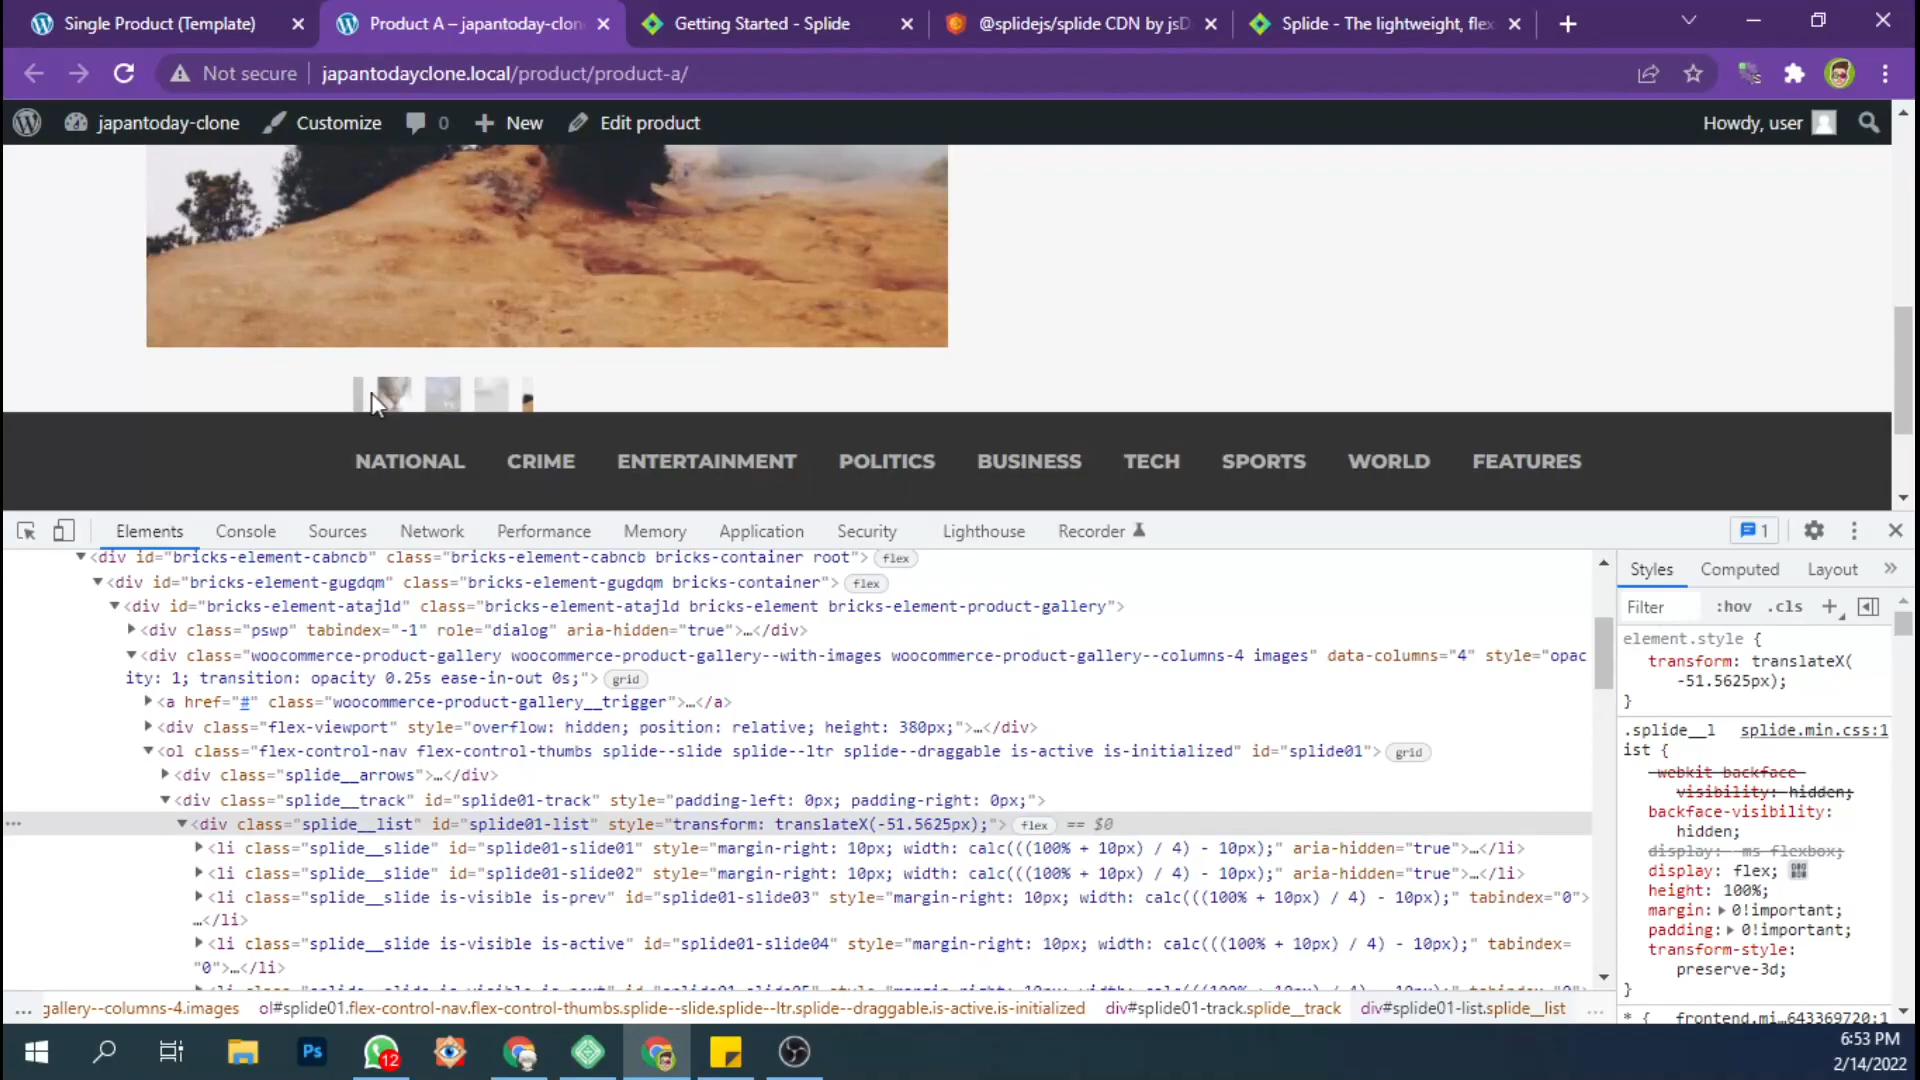 Single Product (Template)
Product A – japantoday-clon
Getting Started - Splide
@splidejs/splide CDN by jsD
Splide - The lightweight, flex
Not secure
japantodayclone.local/product/product-a/
japantoday-clone
Customize
0
New
Edit product
Howdy, user
NATIONAL
CRIME
ENTERTAINMENT
POLITICS
BUSINESS
TECH
SPORTS
WORLD
FEATURES
Elements
Console
Sources
Network
Performance
Memory
Application
Security
Lighthouse
Recorder
1
<div id="bricks-element-cabncb" class="bricks-element-cabncb bricks-container root"> flex
<div id="bricks-element-gugdqm" class="bricks-element-gugdqm bricks-container"> flex
<div id="bricks-element-atajld" class="bricks-element-atajld bricks-element bricks-element-product-gallery">
<div class="pswp" tabindex="-1" role="dialog" aria-hidden="true">…</div>
<div class="woocommerce-product-gallery woocommerce-product-gallery--with-images woocommerce-product-gallery--columns-4 images" data-columns="4" style="opac
ity: 1; transition: opacity 0.25s ease-in-out 0s;"> grid
<a href="#" class="woocommerce-product-gallery__trigger">…</a>
<div class="flex-viewport" style="overflow: hidden; position: relative; height: 380px;">…</div>
<ol class="flex-control-nav flex-control-thumbs splide--slide splide--ltr splide--draggable is-active is-initialized" id="splide01"> grid
<div class="splide__arrows">…</div>
<div class="splide__track" id="splide01-track" style="padding-left: 0px; padding-right: 0px;">
… <div class="splide__list" id="splide01-list" style="transform: translateX(-51.5625px);"> flex == $0
<li class="splide__slide" id="splide01-slide01" style="margin-right: 10px; width: calc(((100% + 10px) / 4) - 10px);" aria-hidden="true">…</li>
<li class="splide__slide" id="splide01-slide02" style="margin-right: 10px; width: calc(((100% + 10px) / 4) - 10px);" aria-hidden="true">…</li>
<li class="splide__slide is-visible is-prev" id="splide01-slide03" style="margin-right: 10px; width: calc(((100% + 10px) / 4) - 10px);" tabindex="0">
…</li>
<li class="splide__slide is-visible is-active" id="splide01-slide04" style="margin-right: 10px; width: calc(((100% + 10px) / 4) - 10px);" tabindex=
"0">…</li>
… gallery--columns-4.images ol#splide01.flex-control-nav.flex-control-thumbs.splide--slide.splide--ltr.splide--draggable.is-active.is-initialized div#splide01-track.splide__track div#splide01-list.splide__list …
Styles
Computed
Layout
»
Filter
:hov
.cls
+
element.style {
transform: translateX(
-51.5625px);
}
.splide__l splide.min.css:1
ist {
-webkit-backface-
visibility: hidden;
backface-visibility:
hidden;
display: -ms-flexbox;
display: flex;
height: 100%;
margin: 0!important;
padding: 0!important;
transform-style:
preserve-3d;
}
* { frontend.mi…643369720:1
Ps
12
6:53 PM
2/14/2022